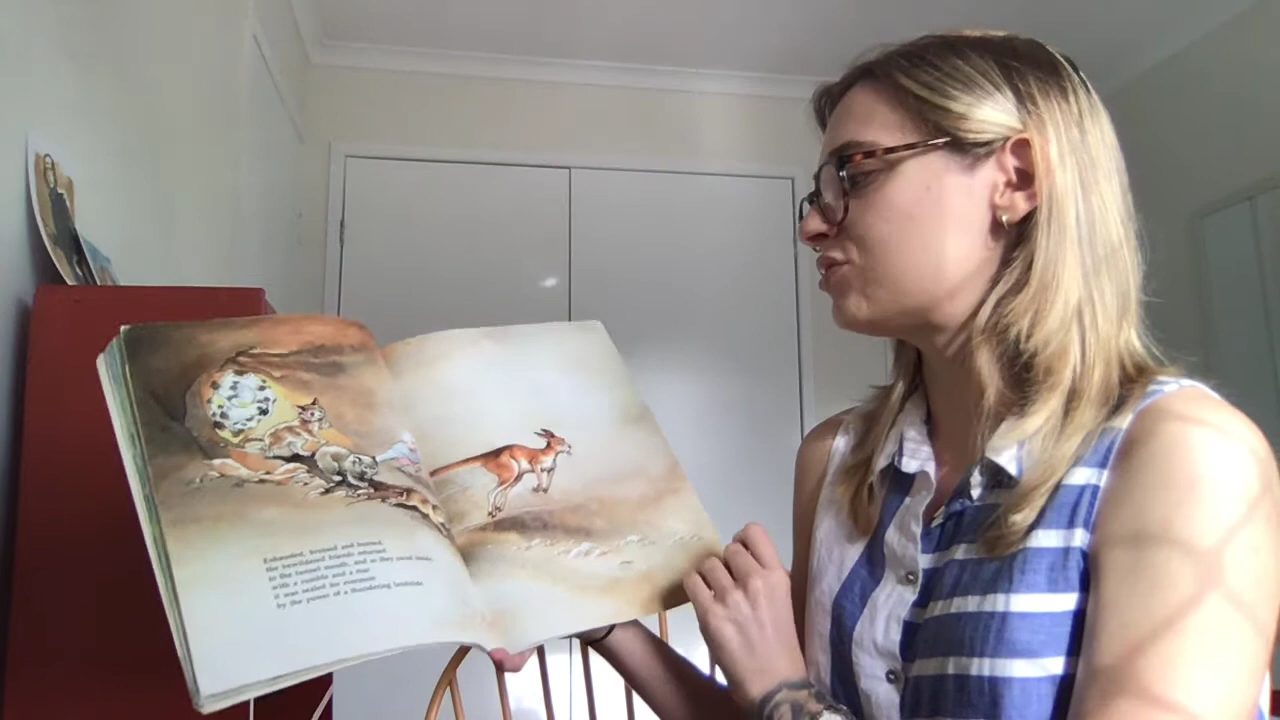 Exhausted, bruised and burned,
the bewildered friends returned
to the tunnel mouth, and as they raced inside,
with a rumble and a roar
it was sealed for evermore
by the power of a thundering landslide.